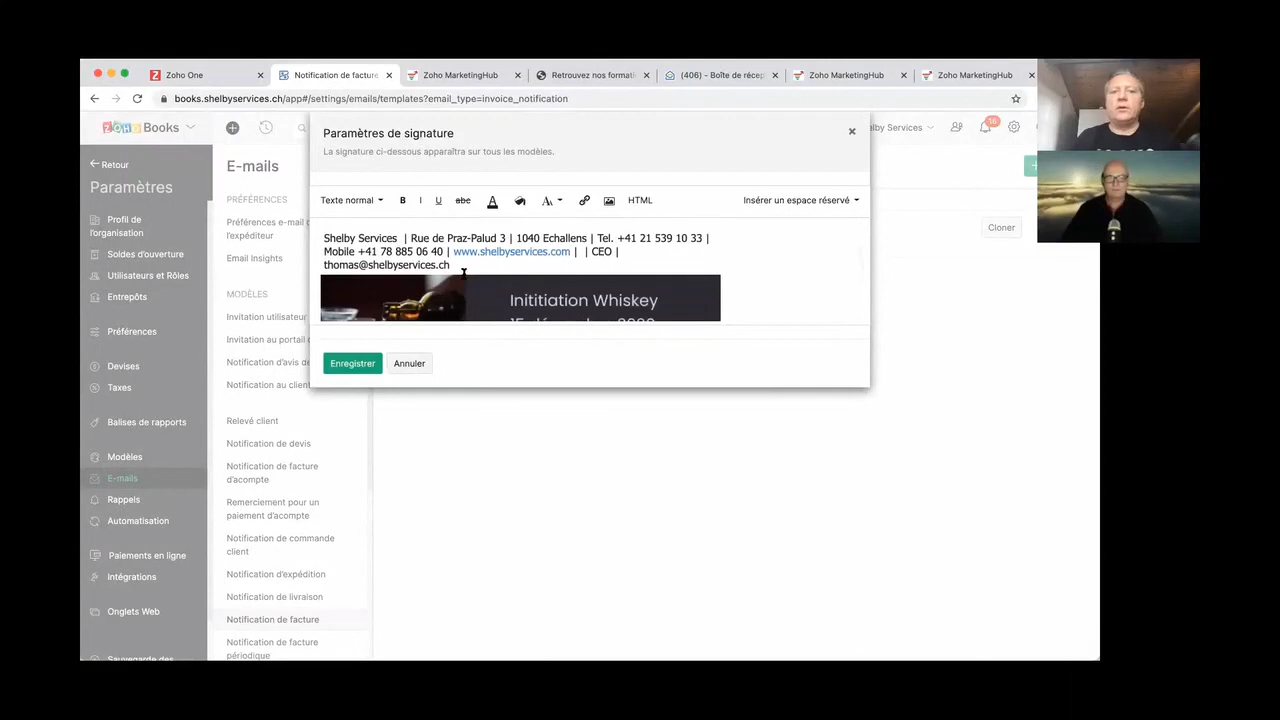 Zoho One
Notification de facture
Zoho MarketingHub
Retrouvez nos formati
(406) - Boîte de récep
Zoho MarketingHub
Zoho MarketingHub
books.shelbyservices.ch/app#/settings/emails/templates?email_type=invoice_notification
ZOHO Books
elby Services
16
Retour
Paramètres
Profil de
l'organisation
Soldes d'ouverture
Utilisateurs et Rôles
Entrepôts
Préférences
Devises
Taxes
Balises de rapports
Modèles
E-mails
Rappels
Automatisation
Paiements en ligne
Intégrations
Onglets Web
Sauvegarde des
E-mails
PRÉFÉRENCES
Préférences e-mail d
l'expéditeur
Email Insights
MODÈLES
Invitation utilisateur
Invitation au portail d
Notification d'avis de
Notification au client
Relevé client
Notification de devis
Notification de facture
d'acompte
Remerciement pour un
paiement d'acompte
Notification de commande
client
Notification d'expédition
Notification de livraison
Notification de facture
Notification de facture
périodique
Paramètres de signature
La signature ci-dessous apparaîtra sur tous les modèles.
Texte normal
B I U abc A A HTML
Insérer un espace réservé
Shelby Services | Rue de Praz-Palud 3 | 1040 Echallens | Tel. +41 21 539 10 33 |
Mobile +41 78 885 06 40 | www.shelbyservices.com | | CEO |
thomas@shelbyservices.ch
Inititiation Whiskey
Enregistrer
Annuler
Cloner